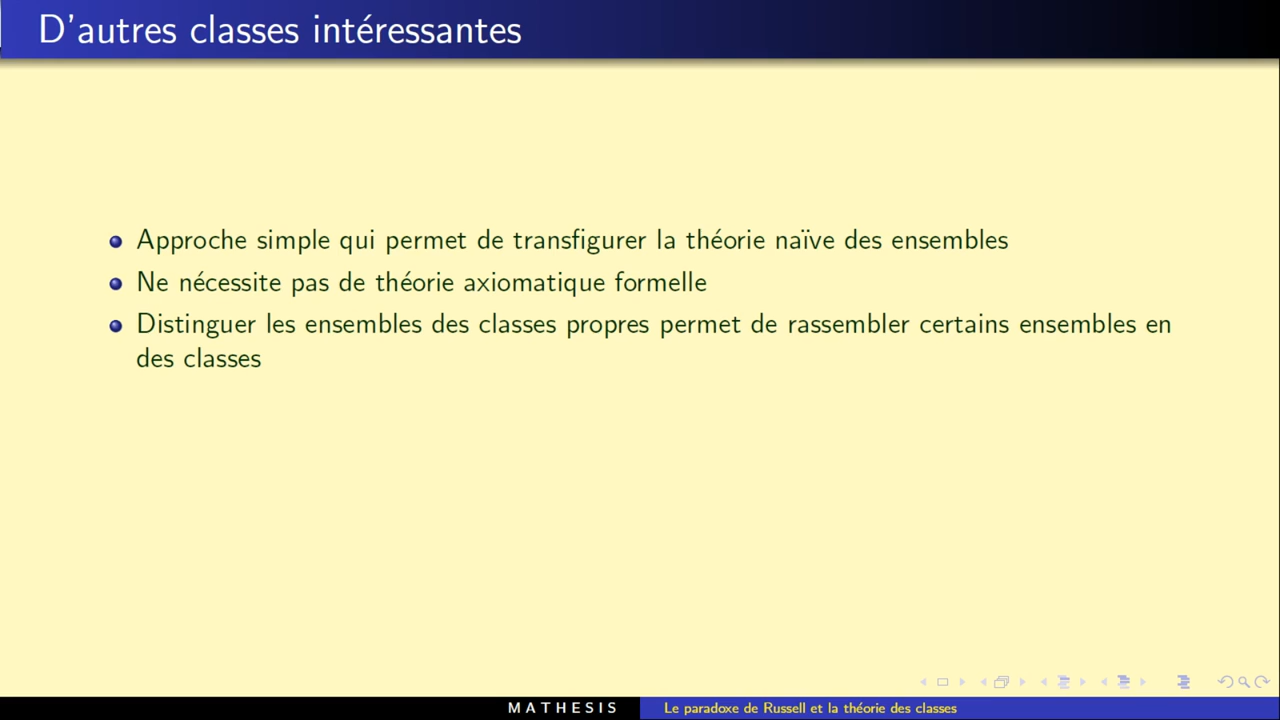 D'autres classes intéressantes
Approche simple qui permet de transfigurer la théorie naïve des ensembles
Ne nécessite pas de théorie axiomatique formelle
Distinguer les ensembles des classes propres permet de rassembler certains ensembles en
des classes
MATHESIS
Le paradoxe de Russell et la théorie des classes